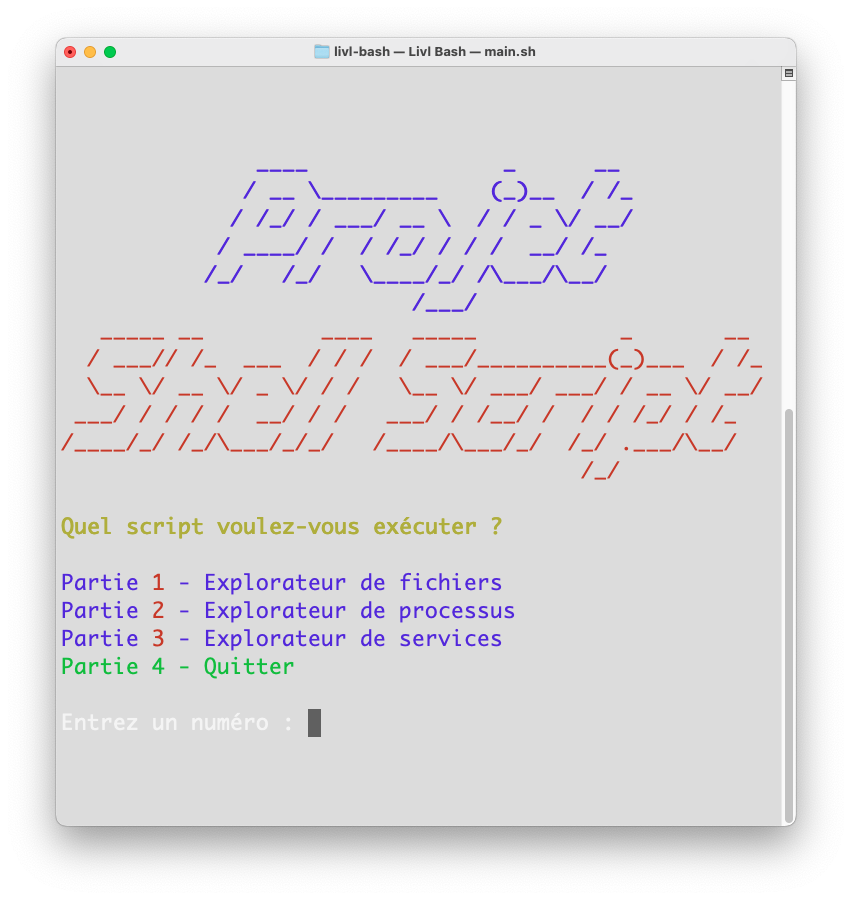 livl-bash — Livl Bash — main.sh
Projet
Shell Script
Quel script voulez-vous exécuter ?
Partie 1 - Explorateur de fichiers
Partie 2 - Explorateur de processus
Partie 3 - Explorateur de services
Partie 4 - Quitter
Entrez un numéro :